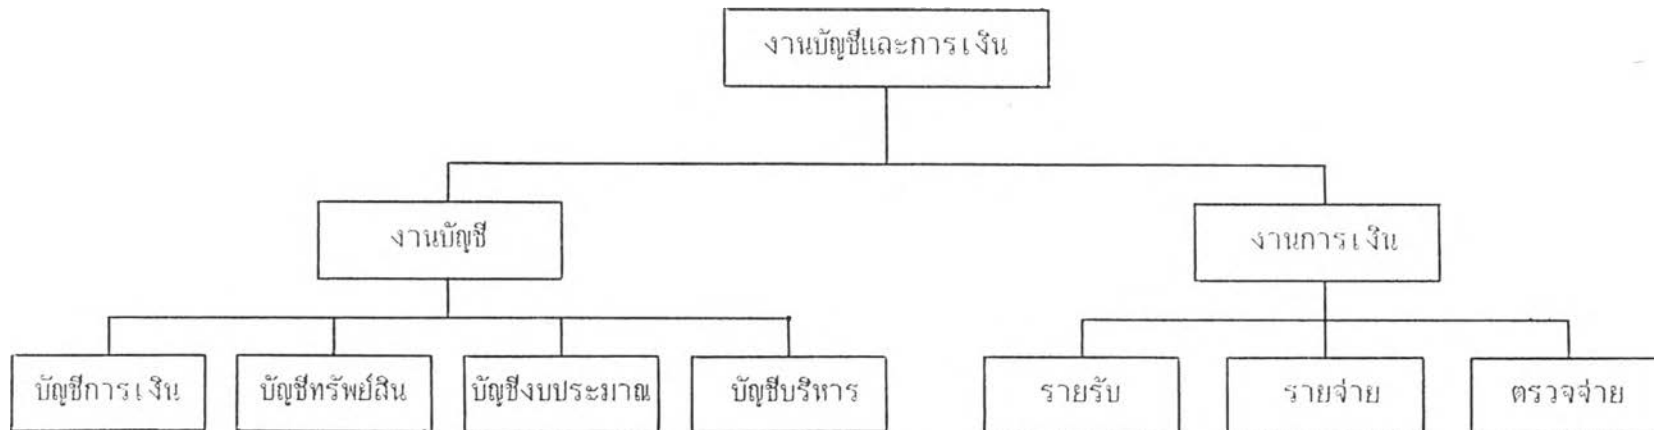 งานบัญชีและการเงิน
งานบัญชี
งานการเงิน
บัญชีการเงิน
บัญชีทรัพย์สิน
บัญชีงบประมาณ
บัญชีบริหาร
รายรับ
รายจ่าย
ตรวจจ่าย